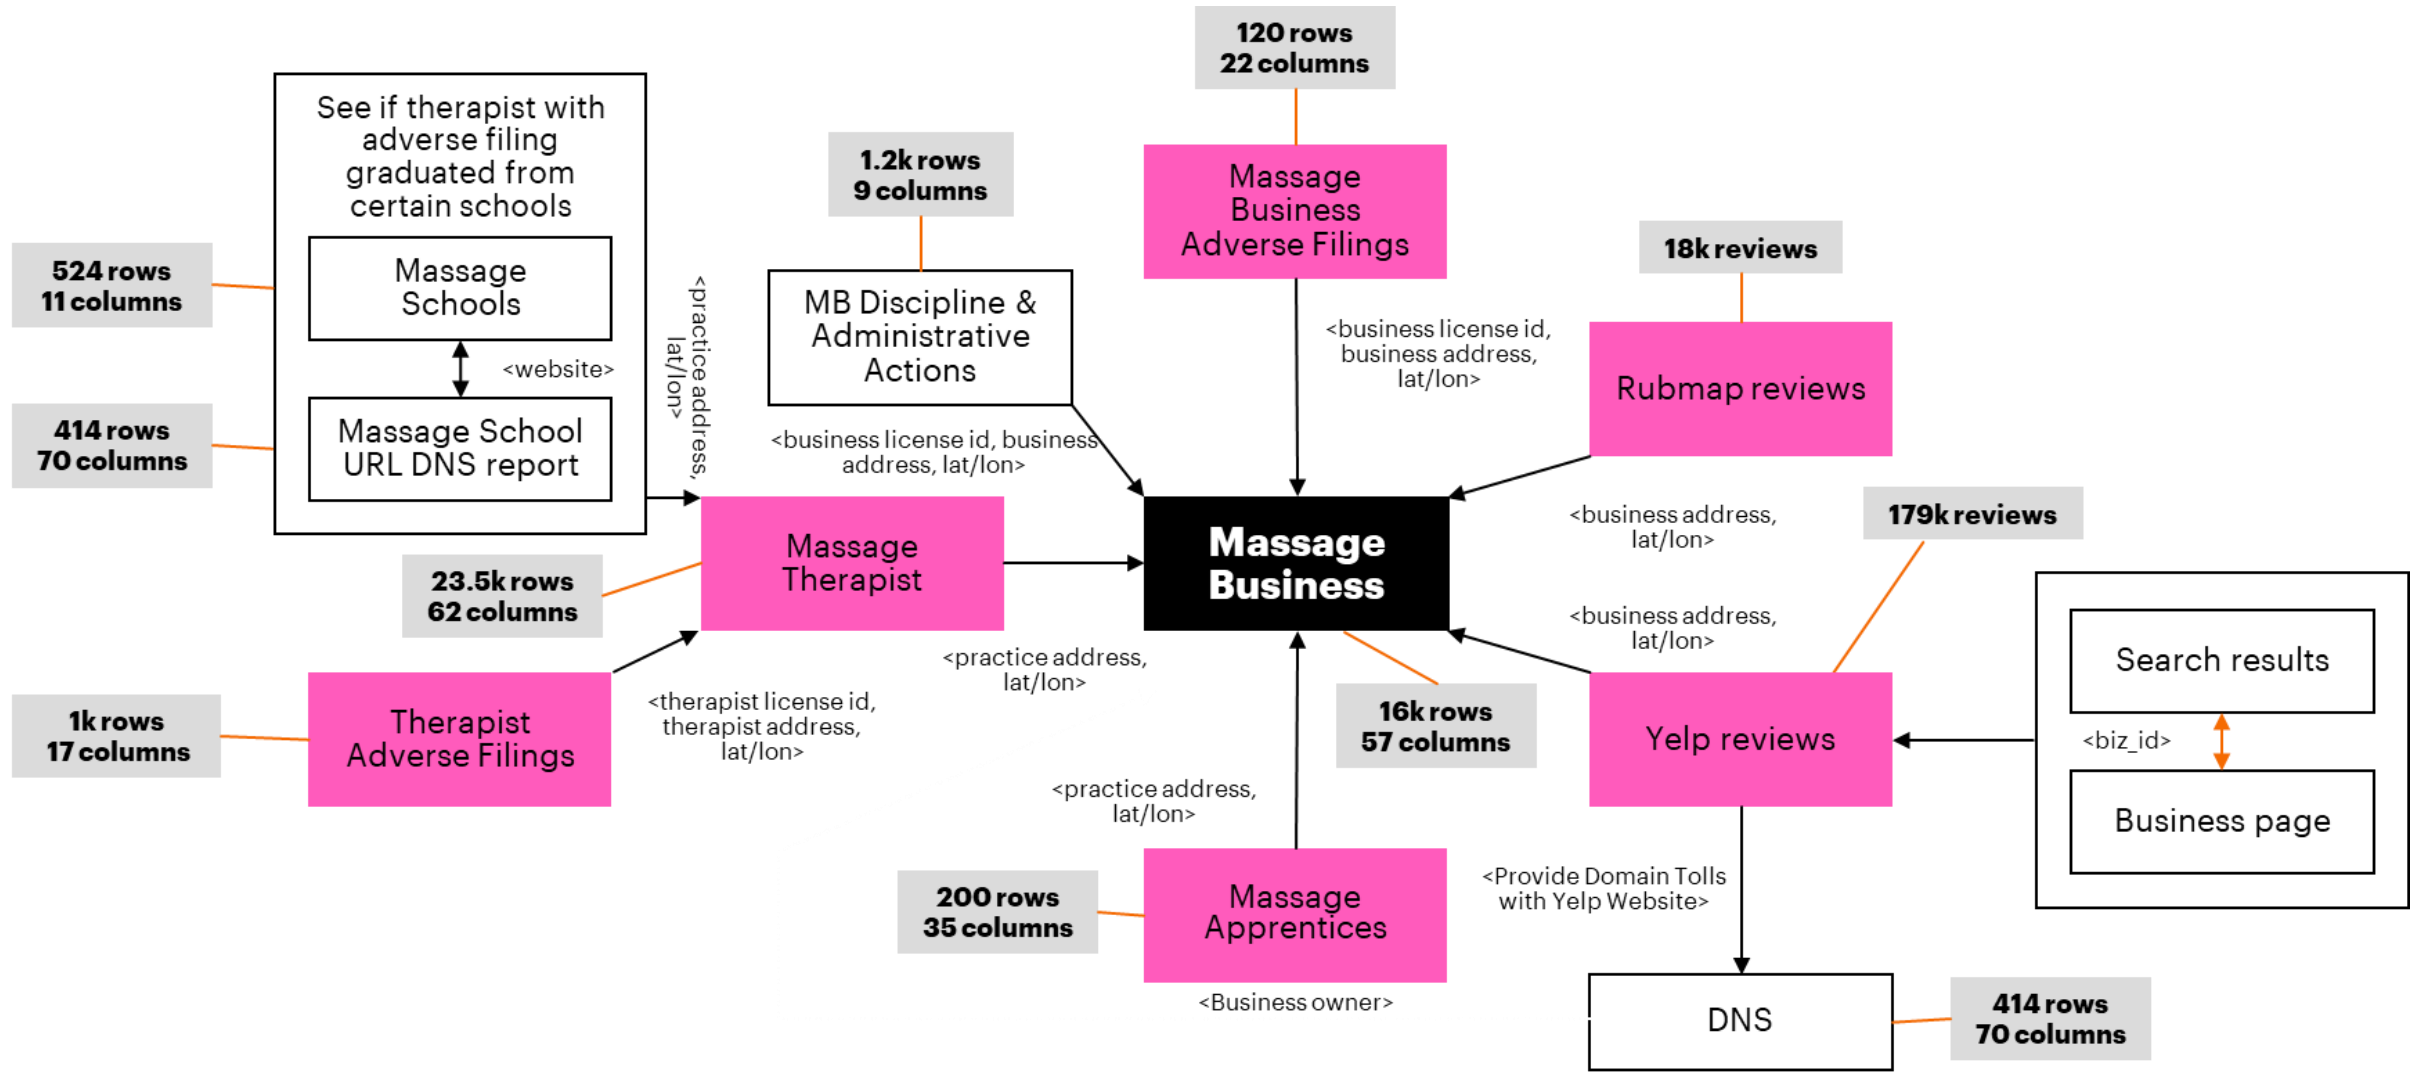 120 rows
22 columns
See if therapist with
adverse filing
graduated from
certain schools
1.2k rows
9 columns
Massage
Business
Adverse Filings
18k reviews
524 rows
11 columns
Massage
Schools
<practice address,
lat/lon>
MB Discipline &
Administrative
Actions
<business license id,
business address,
lat/lon>
Rubmap reviews
<website>
414 rows
70 columns
Massage School
URL DNS report
<business license id, business
address, lat/lon>
<business address,
lat/lon>
179k reviews
Massage
Therapist
Massage
Business
23.5k rows
62 columns
<business address,
lat/lon>
<practice address,
lat/lon>
Search results
1k rows
17 columns
Therapist
Adverse Filings
<therapist license id,
therapist address,
lat/lon>
16k rows
57 columns
Yelp reviews
<biz_id>
<practice address,
lat/lon>
Business page
200 rows
35 columns
Massage
Apprentices
<Provide Domain Tolls
with Yelp Website>
<Business owner>
DNS
414 rows
70 columns